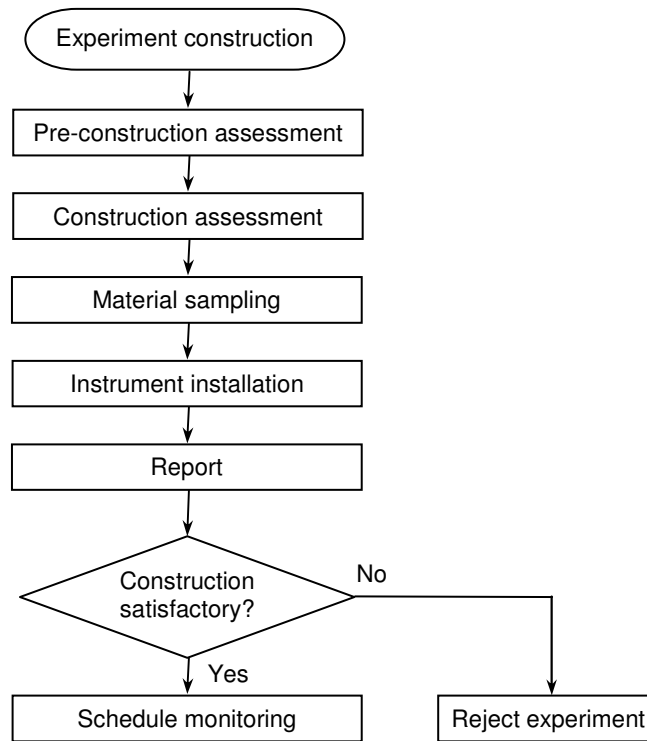 Experiment construction
Pre-construction assessment
Construction assessment
Material sampling
Instrument installation
Report
Construction
satisfactory?
No
Yes
Schedule monitoring
Reject experiment